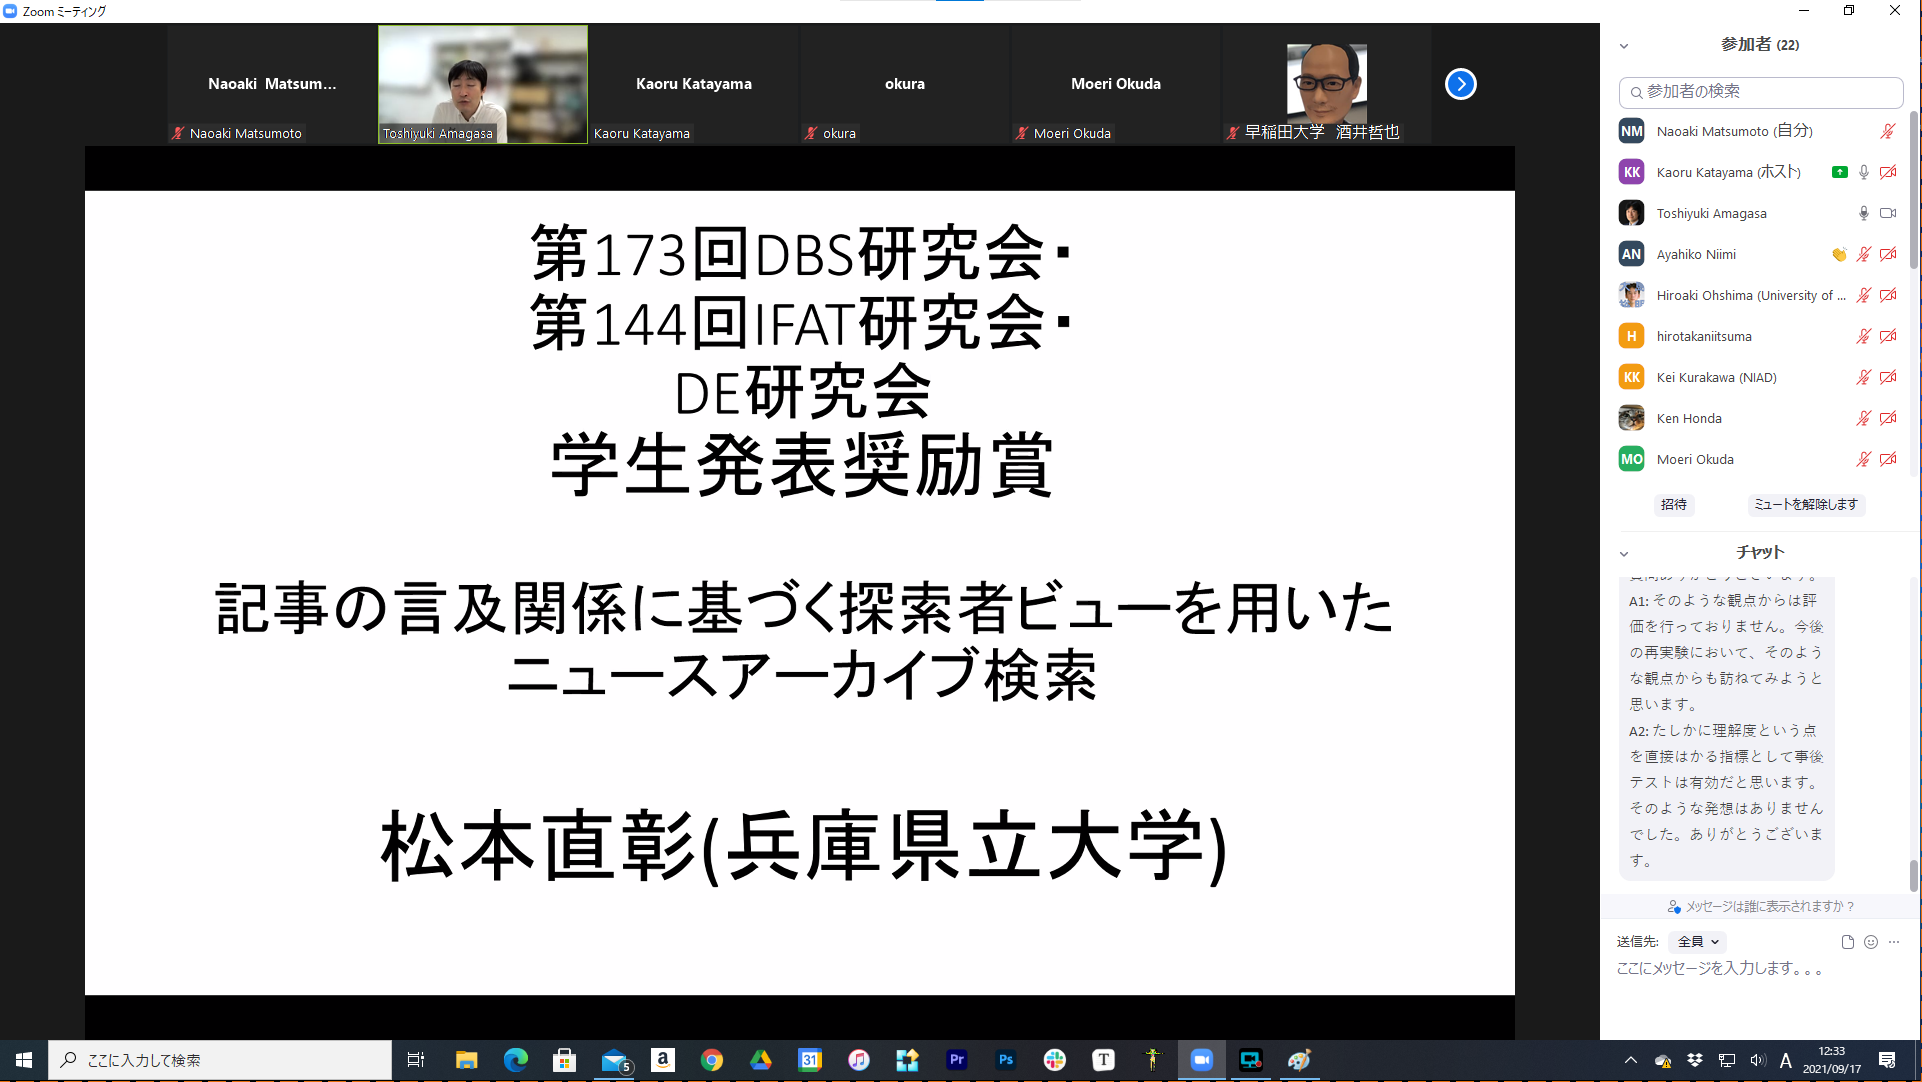 Zoom ミーティング
Naoaki Matsum...
Kaoru Katayama
okura
Moeri Okuda
Naoaki Matsumoto
Toshiyuki Amagasa
Kaoru Katayama
okura
Moeri Okuda
早稲田大学 酒井哲也
第173回DBS研究会・
第144回IFAT研究会・
DE研究会
学生発表奨励賞
記事の言及関係に基づく探索者ビューを用いた
ニュースアーカイブ検索
松本直彰(兵庫県立大学)
参加者 (22)
参加者の検索
NM Naoaki Matsumoto (自分)
KK Kaoru Katayama (ホスト)
Toshiyuki Amagasa
AN Ayahiko Niimi
Hiroaki Ohshima (University of ...
H hirotakaniitsuma
KK Kei Kurakawa (NIAD)
Ken Honda
MO Moeri Okuda
招待 ミュートを解除します
チャット
A1: そのような観点からは評
価を行っておりません。今後
の再実験において、そのよう
な観点からも訪ねてみようと
思います。
A2: たしかに理解度という点
を直接はかる指標として事後
テストは有効だと思います。
そのような発想はありません
でした。ありがとうございま
す。
メッセージは誰に表示されますか？
送信先: 全員
ここにメッセージを入力します。。。
ここに入力して検索
5
a
31
Pr
Ps
T
A
12:33
2021/09/17